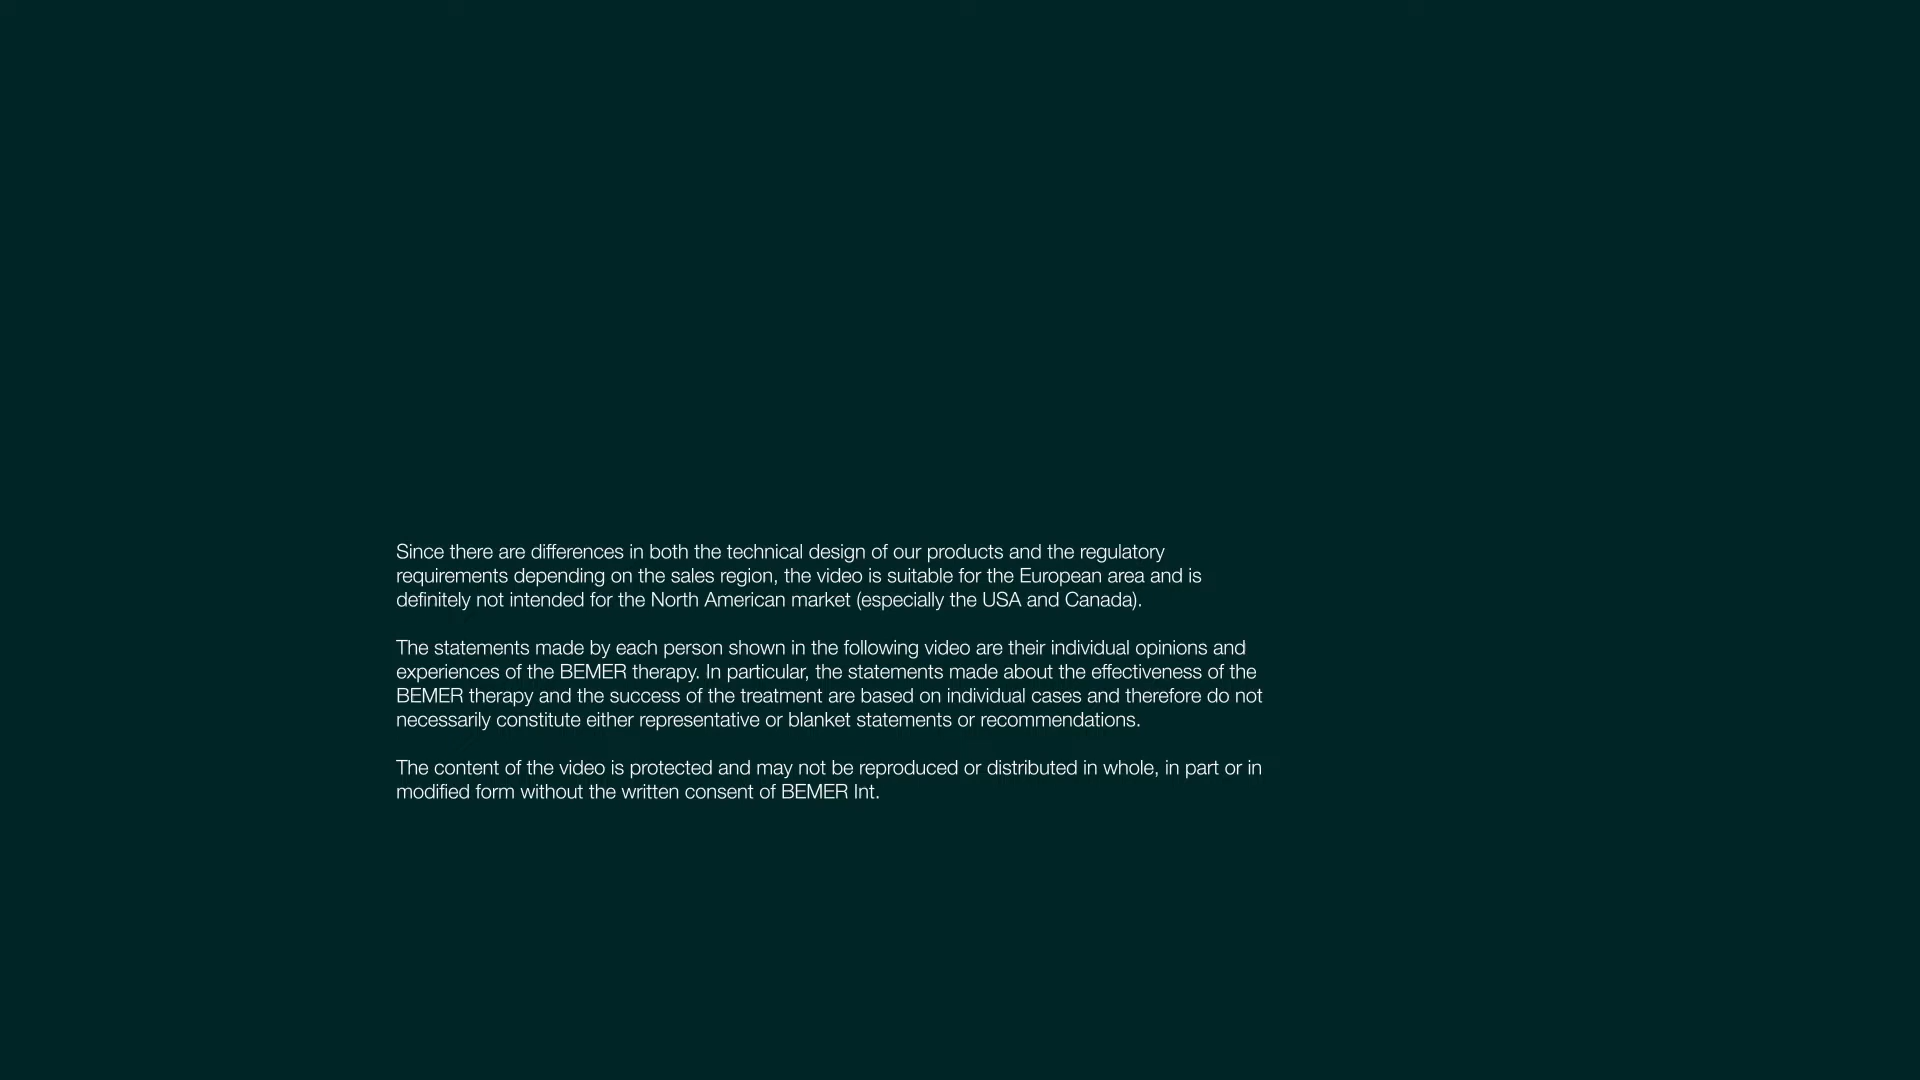 Since there are differences in both the technical design of our products and the regulatory
requirements depending on the sales region, the video is suitable for the European area and is
definitely not intended for the North American market (especially the USA and Canada).
The statements made by each person shown in the following video are their individual opinions and
experiences of the BEMER therapy. In particular, the statements made about the effectiveness of the
BEMER therapy and the success of the treatment are based on individual cases and therefore do not
necessarily constitute either representative or blanket statements or recommendations.
The content of the video is protected and may not be reproduced or distributed in whole, in part or in
modified form without the written consent of BEMER Int.